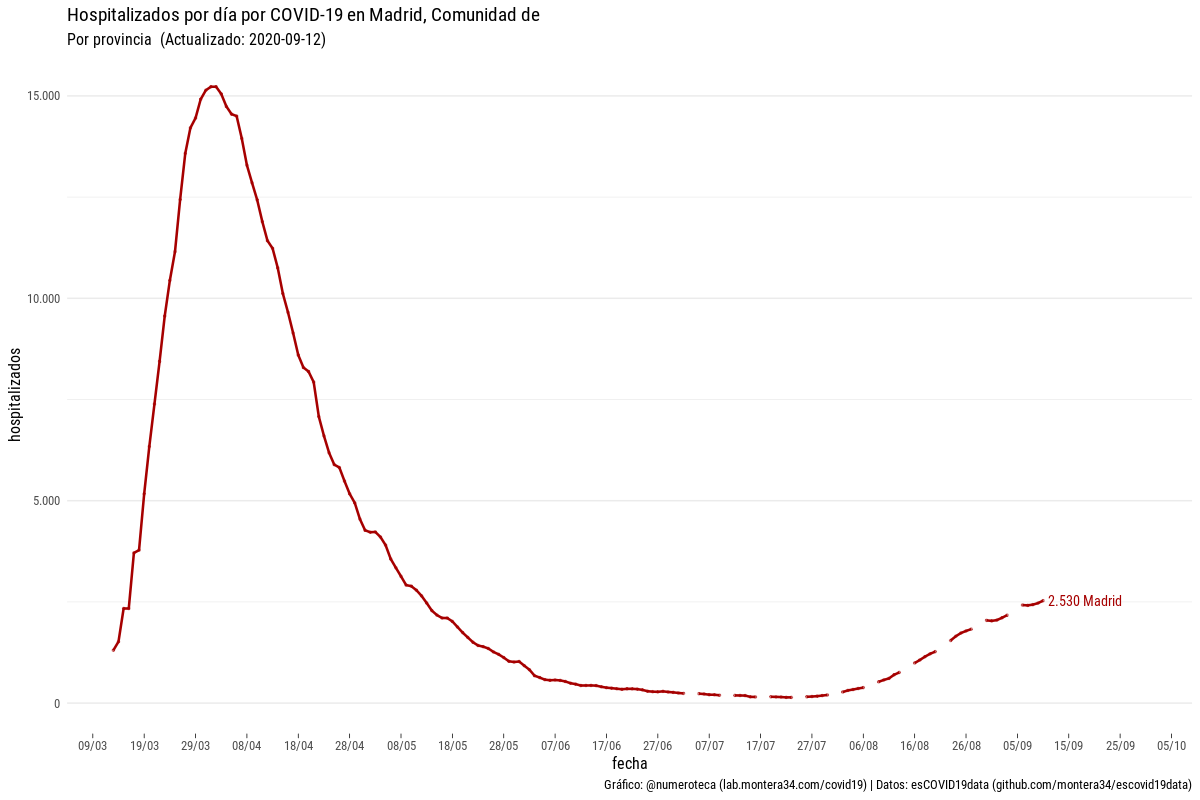 Hospitalizados por día por COVID-19 en Madrid, Comunidad de
Por provincia  (Actualizado: 2020-09-12)
15.000
10.000
5.000
0
hospitalizados
2.530 Madrid
09/03 19/03 29/03 08/04 18/04 28/04 08/05 18/05 28/05 07/06 17/06 27/06 07/07 17/07 27/07 06/08 16/08 26/08 05/09 15/09 25/09 05/10
fecha
Gráfico: @numeroteca (lab.montera34.com/covid19) | Datos: esCOVID19data (github.com/montera34/escovid19data)